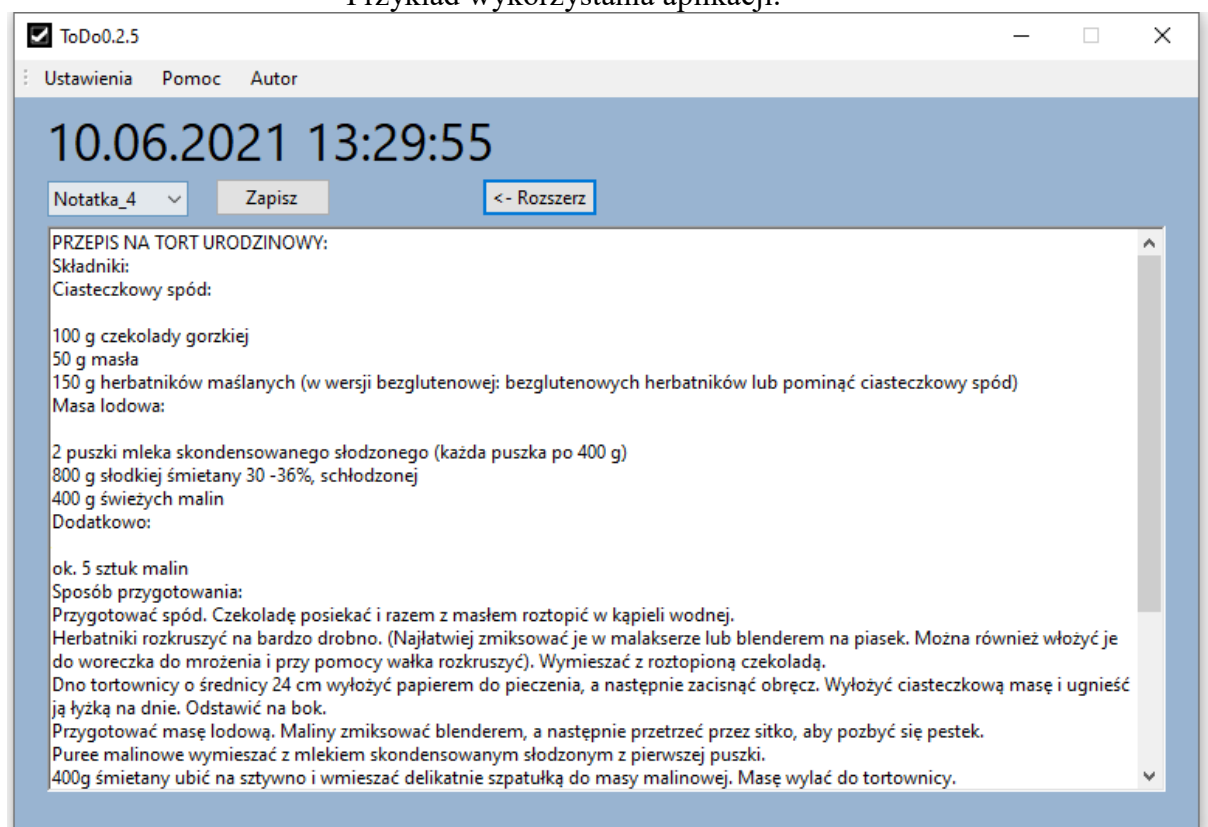 Przykład wykorzystania aplikacji:
ToDo0.2.5
Ustawienia Pomoc Autor
10.06.2021 13:29:55
Notatka_4 Zapisz <- Rozszerz
PRZEPIS NA TORT URODZINOWY:
Składniki:
Ciasteczkowy spód:
100 g czekolady gorzkiej
50 g masła
150 g herbatników maślanych (w wersji bezglutenowej: bezglutenowych herbatników lub pominąć ciasteczkowy spód)
Masa lodowa:
2 puszki mleka skondensowanego słodzonego (każda puszka po 400 g)
800 g słodkiej śmietany 30 -36%, schłodzonej
400 g świeżych malin
Dodatkowo:
ok. 5 sztuk malin
Sposób przygotowania:
Przygotować spód. Czekoladę posiekać i razem z masłem roztopić w kąpieli wodnej.
Herbatniki rozkruszyć na bardzo drobno. (Najłatwiej zmiksować je w malakserze lub blenderem na piasek. Można również włożyć je
do woreczka do mrożenia i przy pomocy wałka rozkruszyć). Wymieszać z roztopioną czekoladą.
Dno tortownicy o średnicy 24 cm wyłożyć papierem do pieczenia, a następnie zacisnąć obręcz. Wyłożyć ciasteczkową masę i ugnieść
ją łyżką na dnie. Odstawić na bok.
Przygotować masę lodową. Maliny zmiksować blenderem, a następnie przetrzeć przez sitko, aby pozbyć się pestek.
Puree malinowe wymieszać z mlekiem skondensowanym słodzonym z pierwszej puszki.
400g śmietany ubić na sztywno i wmieszać delikatnie szpatułką do masy malinowej. Masę wylać do tortownicy.